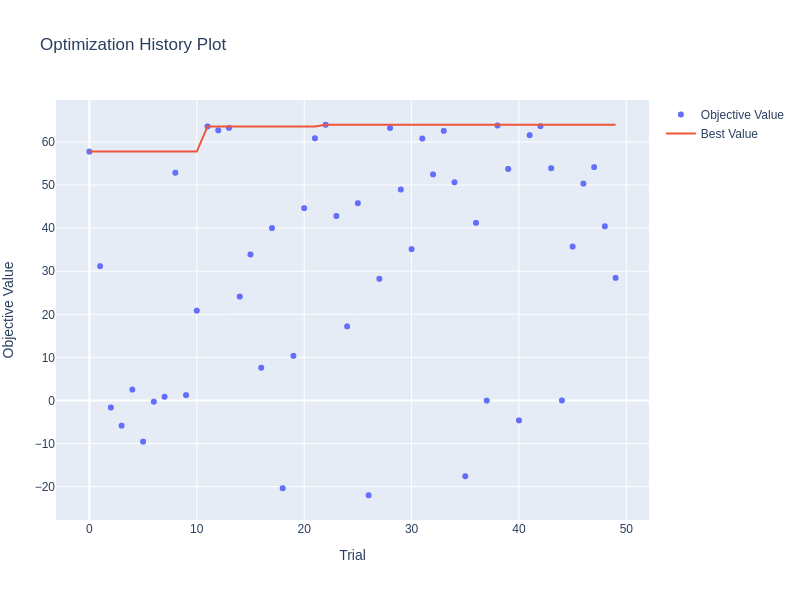 Optimization History Plot
Objective Value
Best Value
60
50
40
30
20
10
0
−10
−20
Objective Value
0 10 20 30 40 50
Trial